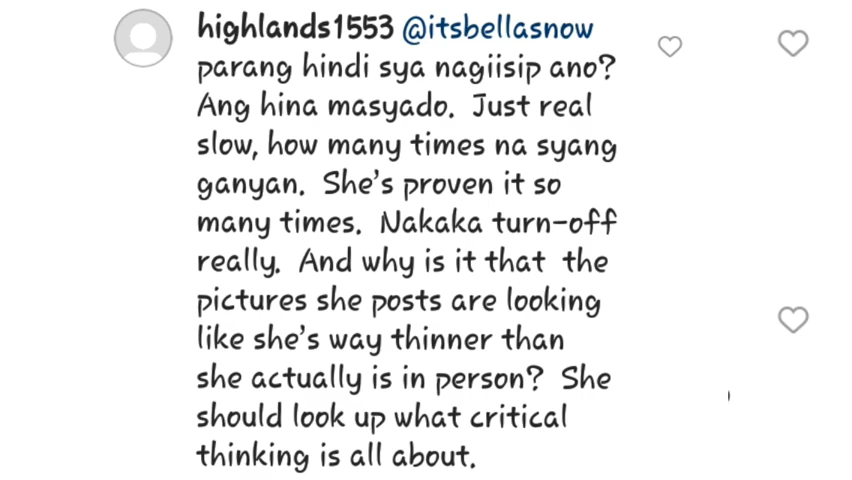 highlands1553 @itsbellasnow
parang hindi sya nagiisip ano?
Ang hina masyado. Just real
slow, how many times na syang
ganyan. She's proven it so
many times. Nakaka turn-off
really. And why is it that the
pictures she posts are looking
like she's way thinner than
she actually is in person? She
should look up what critical
thinking is all about.